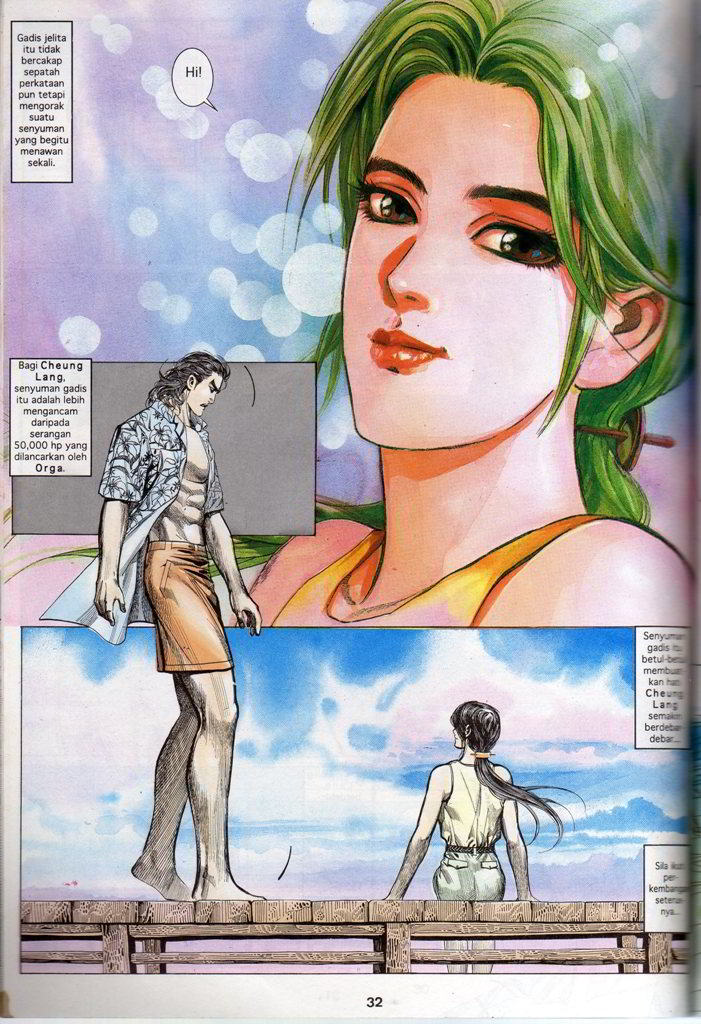 Gadis jelita
itu tidak
bercakap
sepatah
perkataan
pun tetapi
mengorak
suatu
senyuman
yang begitu
menawan
sekali.
Hi!
Bagi Cheung
Lang,
senyuman gadis
itu adalah lebih
mengancam
daripada
serangan
50,000 hp yang
dilancarkan oleh
Orga.
Senyuman
gadis itu
betul-betul
membuat
kan hati
Cheung
Lang
semakin
berdebar
debar...
Sila ikuti
per-
kembangan
seterus-
nya...
32